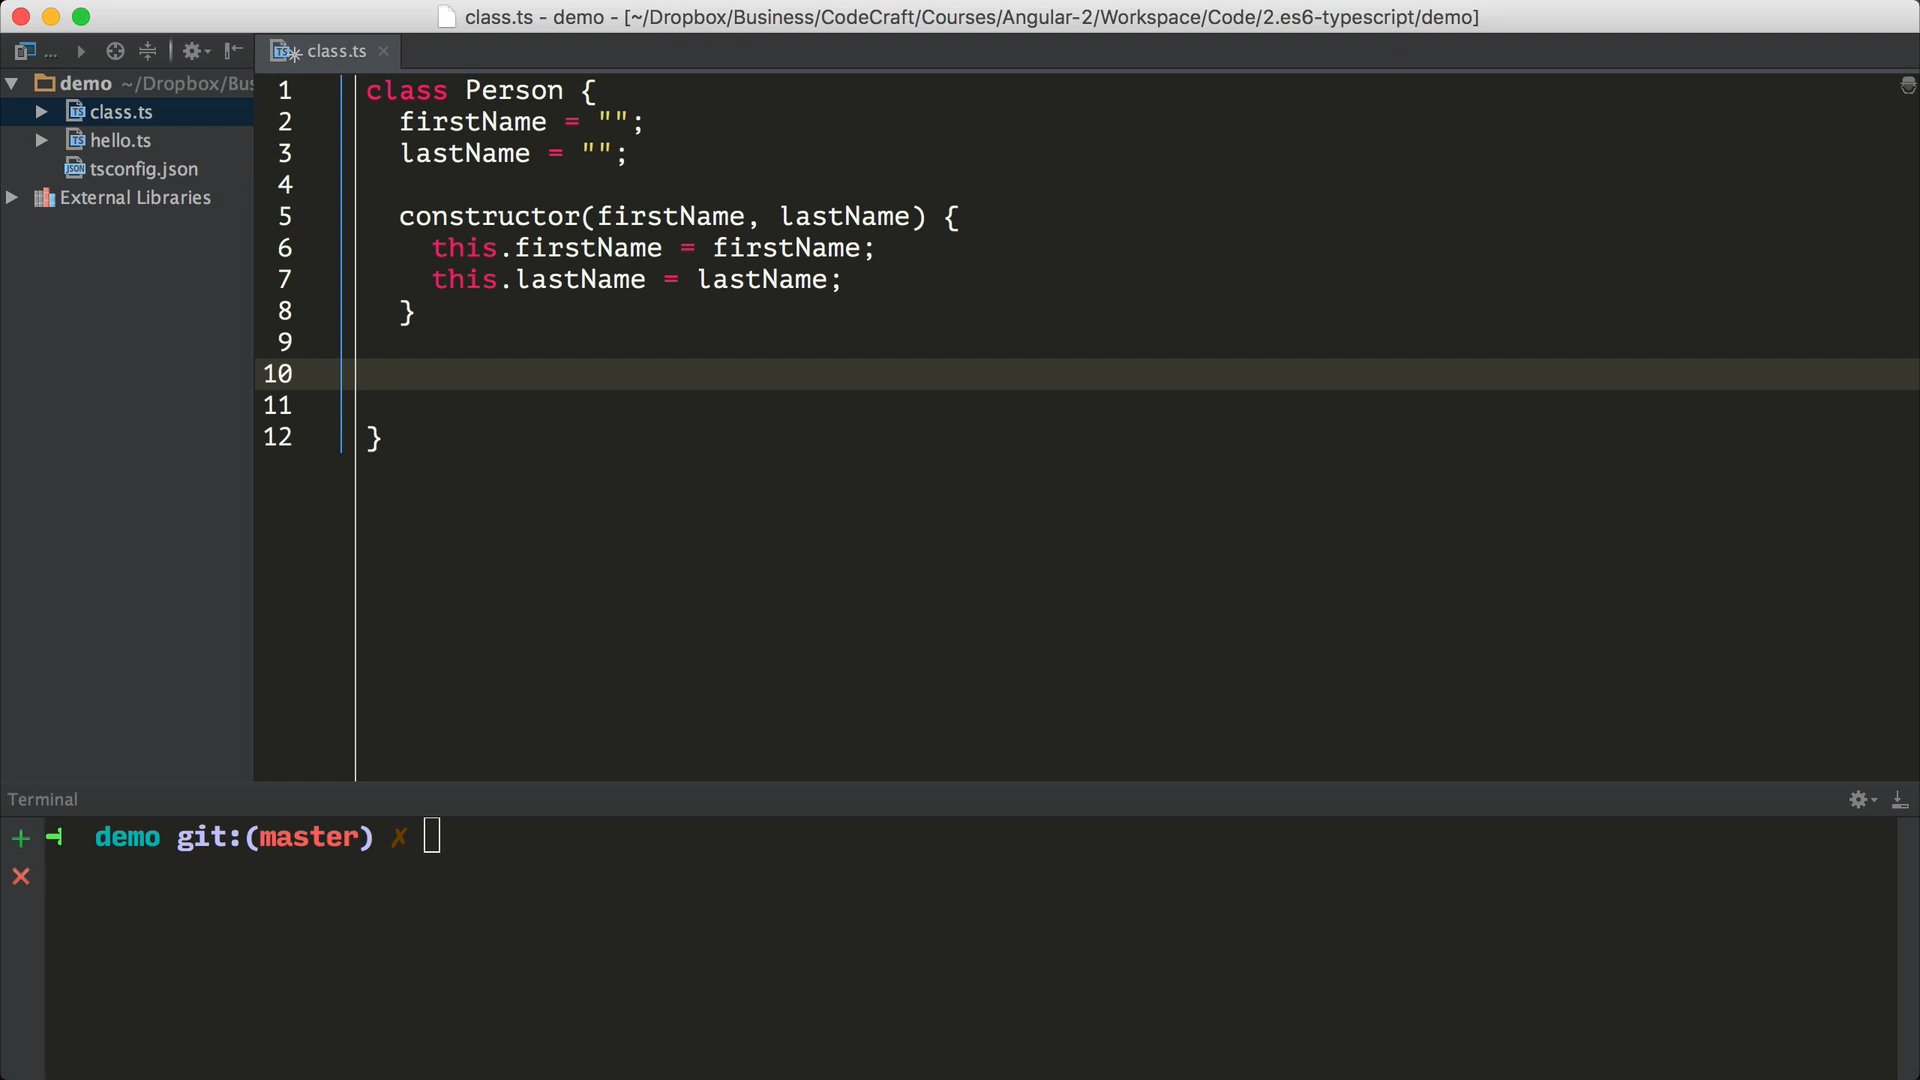 class.ts - demo - [~/Dropbox/Business/CodeCraft/Courses/Angular-2/Workspace/Code/2.es6-typescript/demo]
...
class.ts
demo ~/Dropbox/Bus
class.ts
hello.ts
tsconfig.json
External Libraries
1 class Person {
2   firstName = "";
3   lastName = "";
4
5   constructor(firstName, lastName) {
6     this.firstName = firstName;
7     this.lastName = lastName;
8   }
9
10
11
12 }
Terminal
demo git:(master) ✗